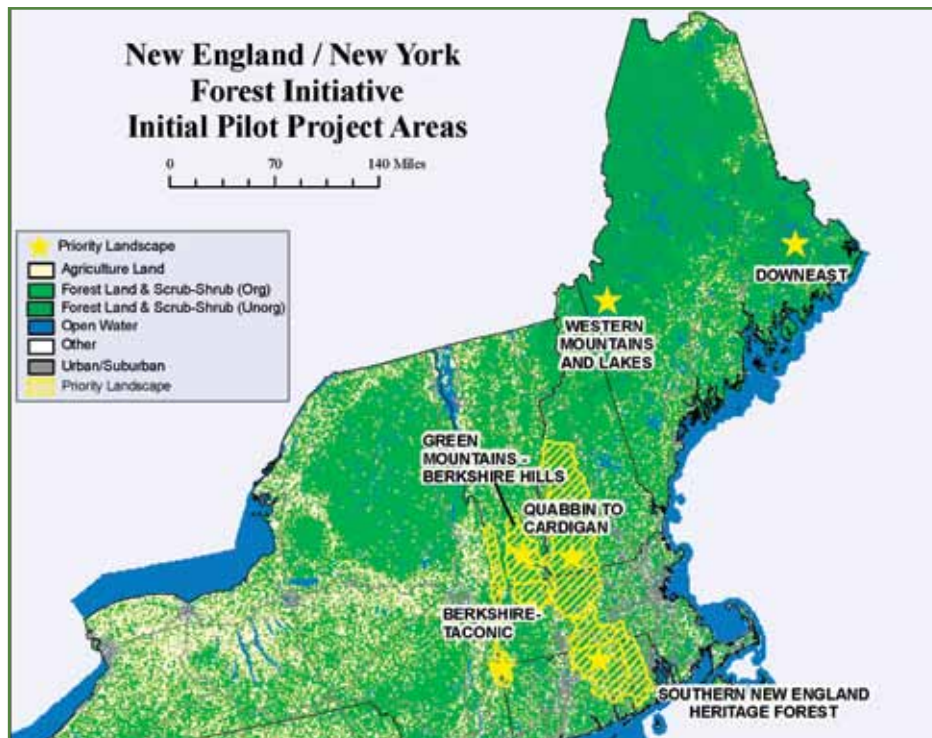 New England / New York
Forest Initiative
Initial Pilot Project Areas
0 70 140 Miles
Priority Landscape
Agriculture Land
Forest Land & Scrub-Shrub (Org)
Forest Land & Scrub-Shrub (Unorg)
Open Water
Other
Urban/Suburban
Priority Landscape
DOWNEAST
WESTERN
MOUNTAINS
AND LAKES
GREEN
MOUNTAINS -
BERKSHIRE HILLS
QUABBIN TO
CARDIGAN
BERKSHIRE-
TACONIC
SOUTHERN NEW ENGLAND
HERITAGE FOREST